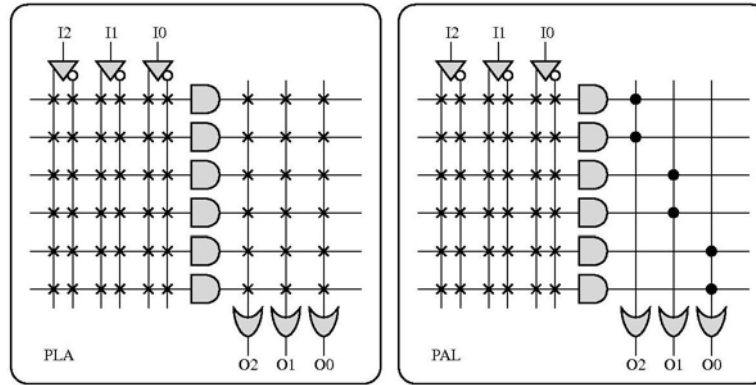 I2 I1 I0
O2 O1 O0
PLA
I2 I1 I0
O2 O1 O0
PAL